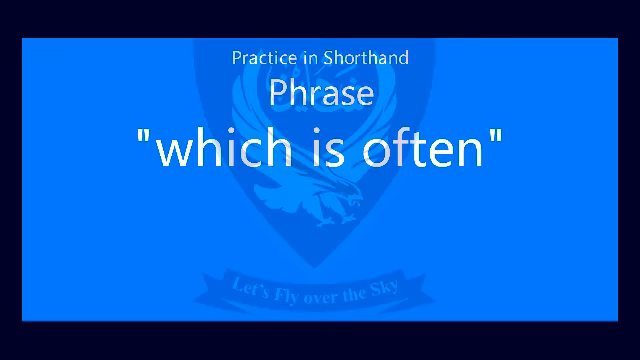 Practice in Shorthand
Phrase
"which is often"
Let's Fly over the Sky